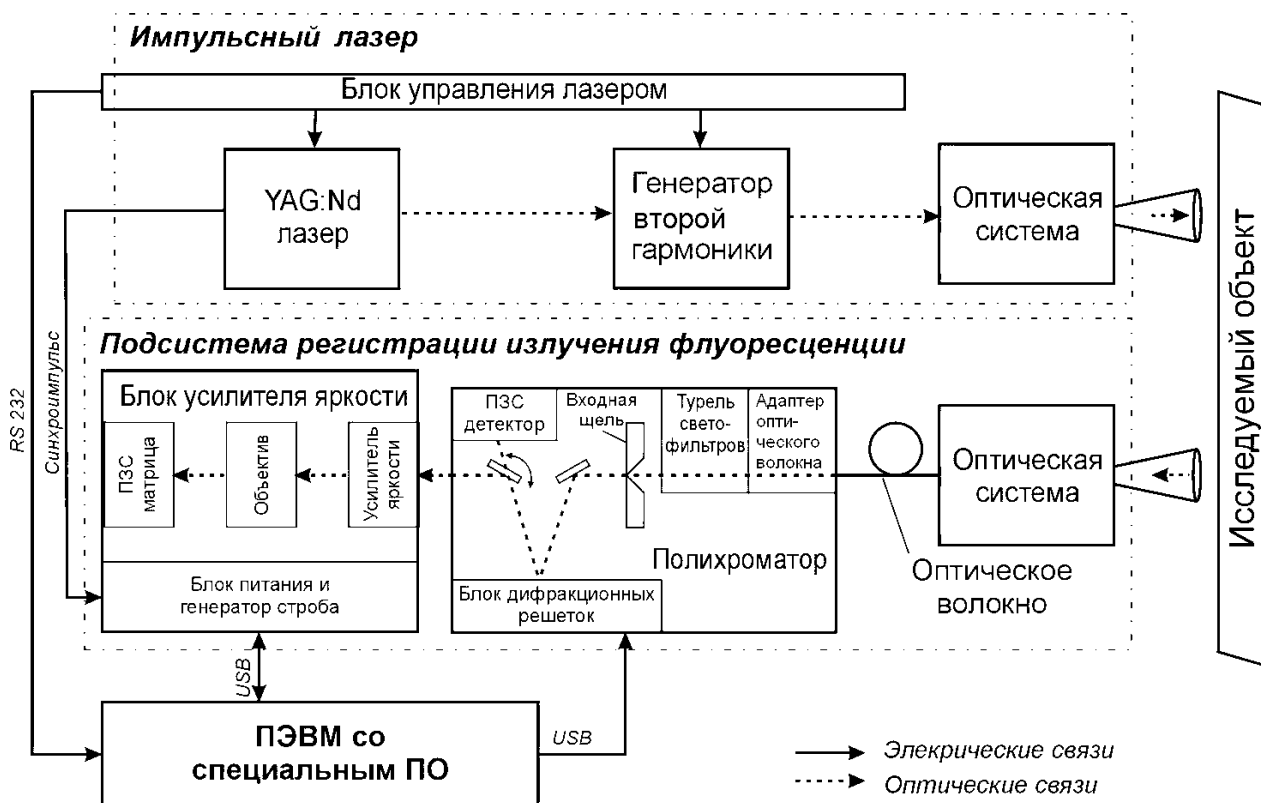 Импульсный лазер
Блок управления лазером
YAG:Nd
лазер
Генератор
второй
гармоники
Оптическая
система
Исследуемый объект
RS 232
Синхроимпульс
Подсистема регистрации излучения флуоресценции
Блок усилителя яркости
ПЗС
матрица
Объектив
Усилитель
яркости
Блок питания и
генератор строба
ПЗС
детектор
Входная
щель
Турель
свето-
фильтров
Адаптер
опти-
ческого
волокна
Полихроматор
Блок дифракционных
решеток
Оптическая
система
Оптическое
волокно
USB
USB
ПЭВМ со
специальным ПО
Элекрические связи
Оптические связи